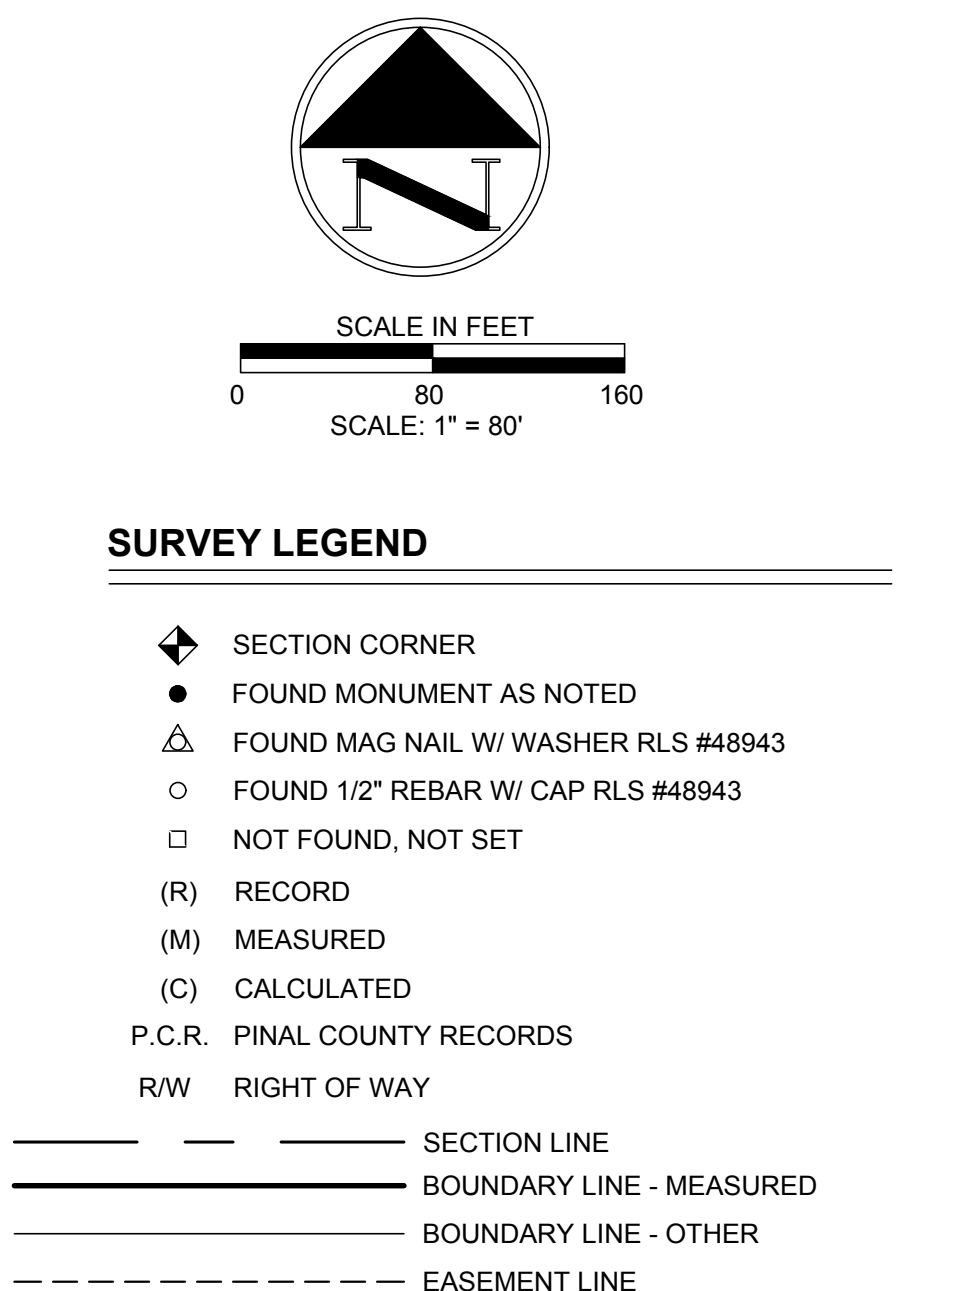 N
SCALE IN FEET
0 80 160
SCALE: 1" = 80'
SURVEY LEGEND
SECTION CORNER
FOUND MONUMENT AS NOTED
FOUND MAG NAIL W/ WASHER RLS #48943
FOUND 1/2" REBAR W/ CAP RLS #48943
NOT FOUND, NOT SET
(R) RECORD
(M) MEASURED
(C) CALCULATED
P.C.R. PINAL COUNTY RECORDS
R/W RIGHT OF WAY
SECTION LINE
BOUNDARY LINE - MEASURED
BOUNDARY LINE - OTHER
EASEMENT LINE